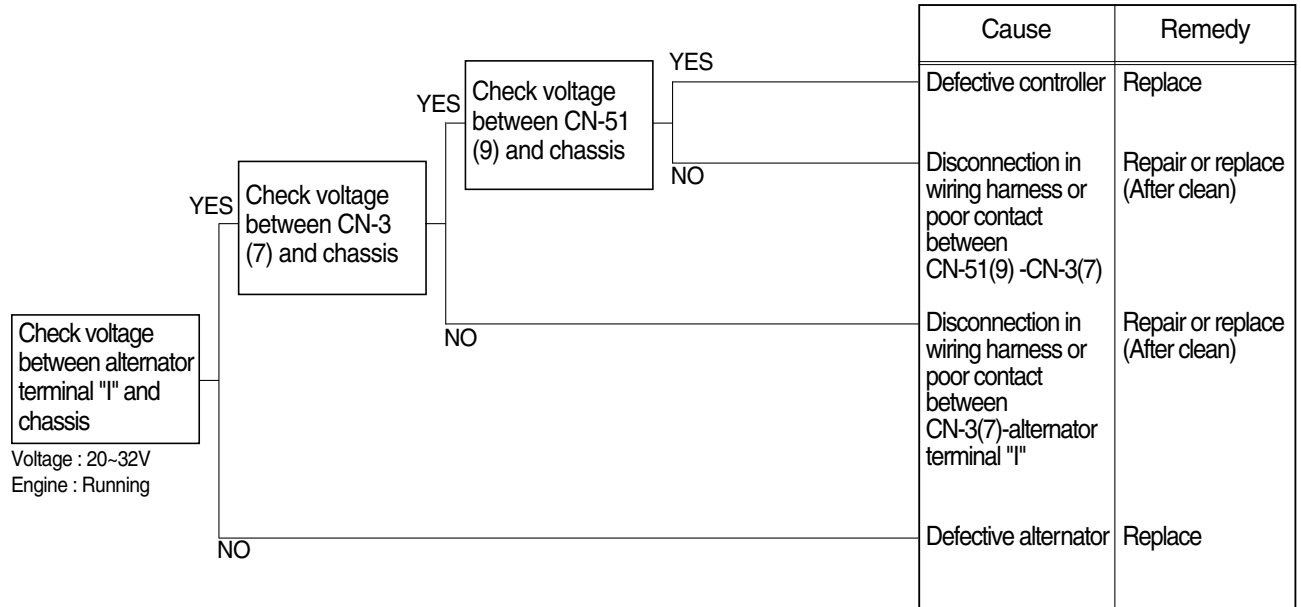 Cause
Remedy
YES
Defective controller
Replace
YES
Check voltage
between CN-51
(9) and chassis
NO
Disconnection in
wiring harness or
poor contact
between
CN-51(9) -CN-3(7)
Repair or replace
(After clean)
YES
Check voltage
between CN-3
(7) and chassis
NO
Disconnection in
wiring harness or
poor contact
between
CN-3(7)-alternator
terminal "I"
Repair or replace
(After clean)
Check voltage
between alternator
terminal "I" and
chassis
Voltage : 20~32V
Engine : Running
NO
Defective alternator
Replace